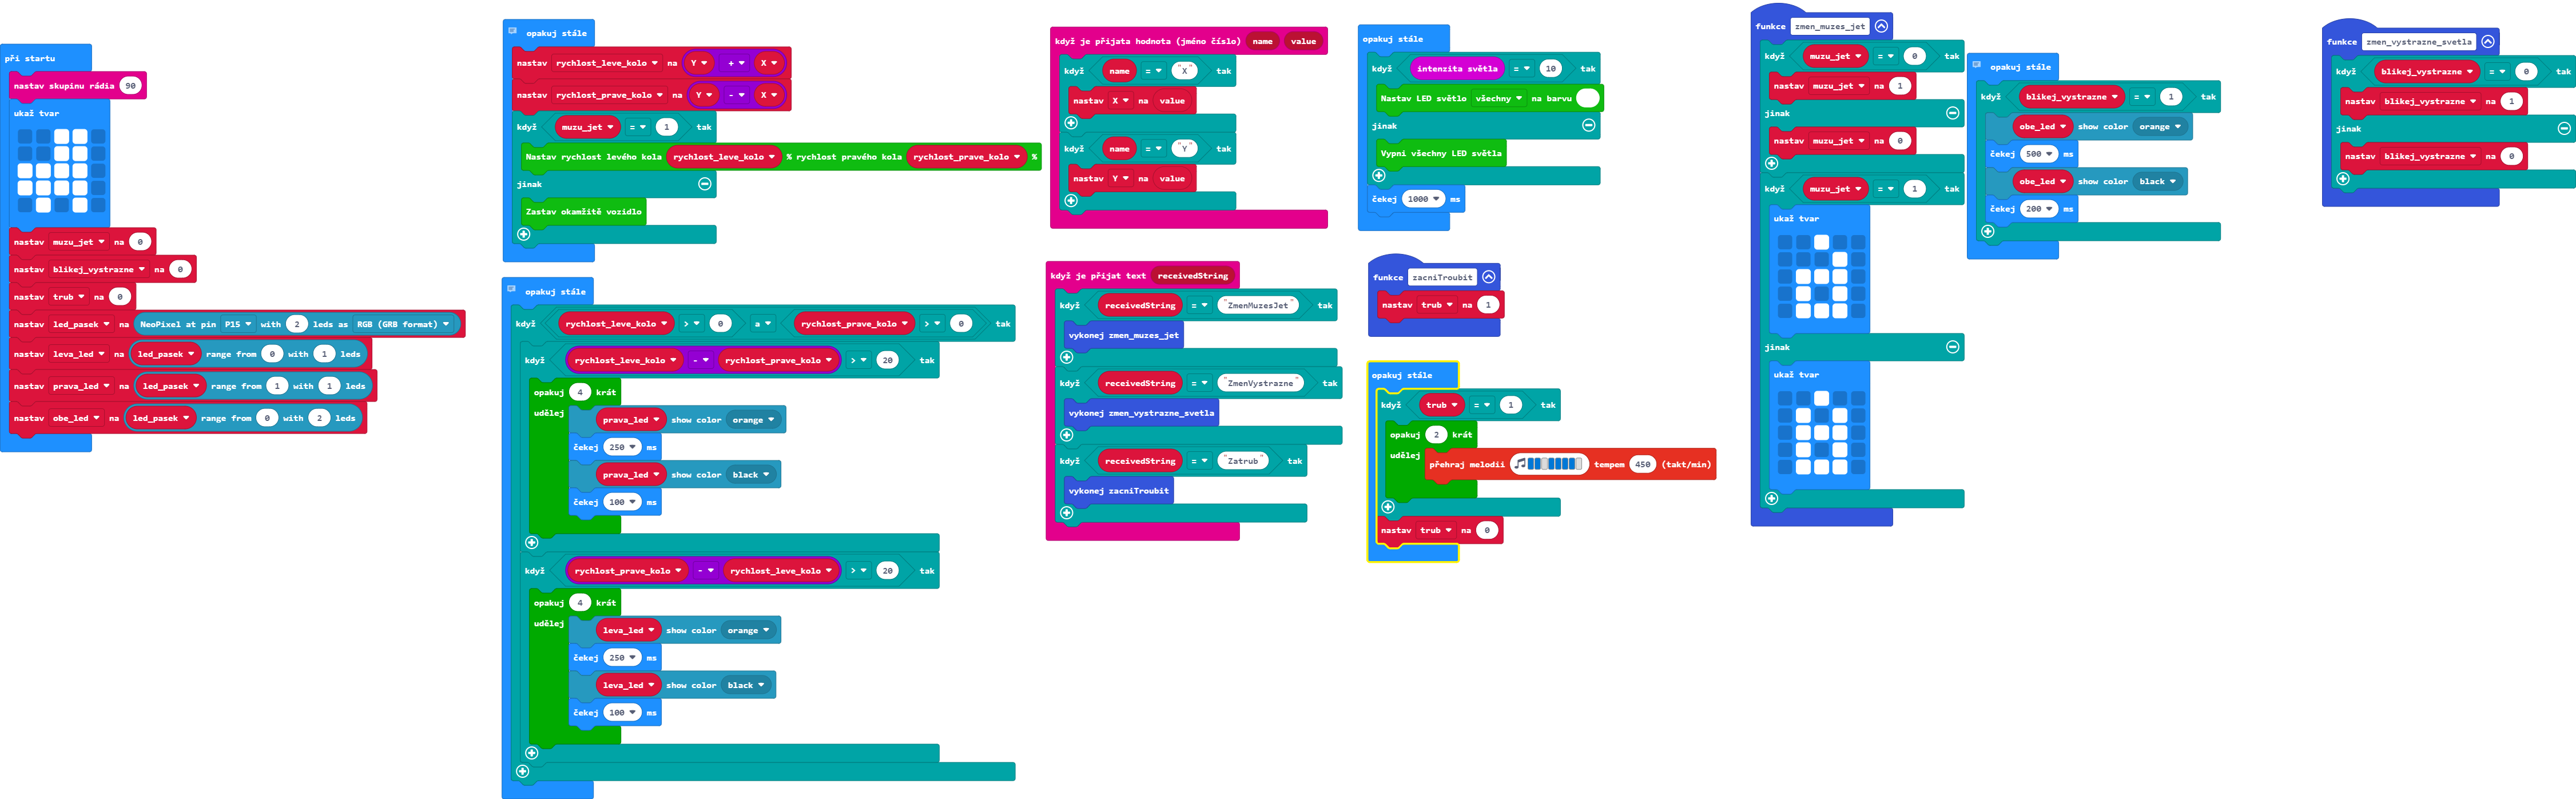 při startu
nastav skupinu rádia 90
ukaž tvar
nastav muzu_jet na 0
nastav blikej_vystrazne na 0
nastav trub na 0
nastav led_pasek na NeoPixel at pin P15 with 2 leds as RGB (GRB format)
nastav leva_led na led_pasek range from 0 with 1 leds
nastav prava_led na led_pasek range from 1 with 1 leds
nastav obe_led na led_pasek range from 0 with 2 leds
opakuj stále
nastav rychlost_leve_kolo na Y + X
nastav rychlost_prave_kolo na Y - X
když muzu_jet = 1 tak
Nastav rychlost levého kola rychlost_leve_kolo % rychlost pravého kola rychlost_prave_kolo %
jinak
Zastav okamžitě vozidlo
opakuj stále
když rychlost_leve_kolo > 0 a rychlost_prave_kolo > 0 tak
když rychlost_leve_kolo - rychlost_prave_kolo > 20 tak
opakuj 4 krát
udělej
prava_led show color orange
čekej 250 ms
prava_led show color black
čekej 100 ms
když rychlost_prave_kolo - rychlost_leve_kolo > 20 tak
opakuj 4 krát
udělej
leva_led show color orange
čekej 250 ms
leva_led show color black
čekej 100 ms
když je přijata hodnota (jméno číslo) name value
když name = "X" tak
nastav X na value
když name = "Y" tak
nastav Y na value
když je přijat text receivedString
když receivedString = "ZmenMuzesJet" tak
vykonej zmen_muzes_jet
když receivedString = "ZmenVystrazne" tak
vykonej zmen_vystrazne_svetla
když receivedString = "Zatrub" tak
vykonej zacniTroubit
opakuj stále
když intenzita světla = 10 tak
Nastav LED světlo všechny na barvu
jinak
Vypni všechny LED světla
čekej 1000 ms
funkce zacniTroubit
nastav trub na 1
opakuj stále
když trub = 1 tak
opakuj 2 krát
udělej
přehraj melodii tempem 450 (takt/min)
nastav trub na 0
funkce zmen_muzes_jet
když muzu_jet = 0 tak
nastav muzu_jet na 1
jinak
nastav muzu_jet na 0
když muzu_jet = 1 tak
ukaž tvar
jinak
ukaž tvar
opakuj stále
když blikej_vystrazne = 1 tak
obe_led show color orange
čekej 500 ms
obe_led show color black
čekej 200 ms
funkce zmen_vystrazne_svetla
když blikej_vystrazne = 0 tak
nastav blikej_vystrazne na 1
jinak
nastav blikej_vystrazne na 0